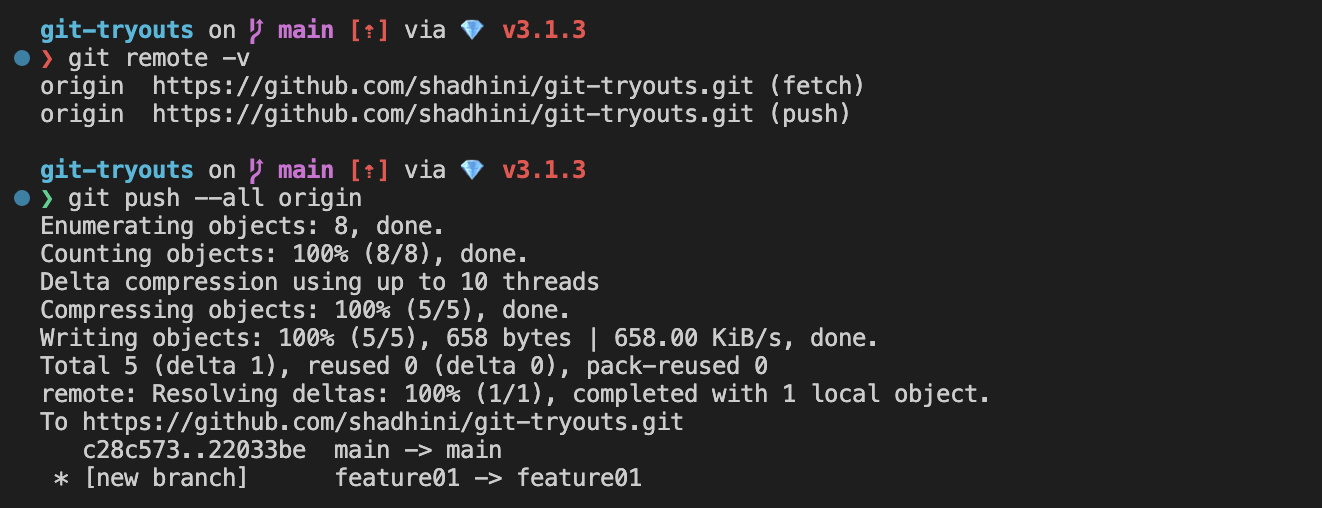 git-tryouts on main [⇡] via 💎 v3.1.3
❯ git remote -v
origin  https://github.com/shadhini/git-tryouts.git (fetch)
origin  https://github.com/shadhini/git-tryouts.git (push)
git-tryouts on main [⇡] via 💎 v3.1.3
❯ git push --all origin
Enumerating objects: 8, done.
Counting objects: 100% (8/8), done.
Delta compression using up to 10 threads
Compressing objects: 100% (5/5), done.
Writing objects: 100% (5/5), 658 bytes | 658.00 KiB/s, done.
Total 5 (delta 1), reused 0 (delta 0), pack-reused 0
remote: Resolving deltas: 100% (1/1), completed with 1 local object.
To https://github.com/shadhini/git-tryouts.git
   c28c573..22033be  main -> main
 * [new branch]      feature01 -> feature01